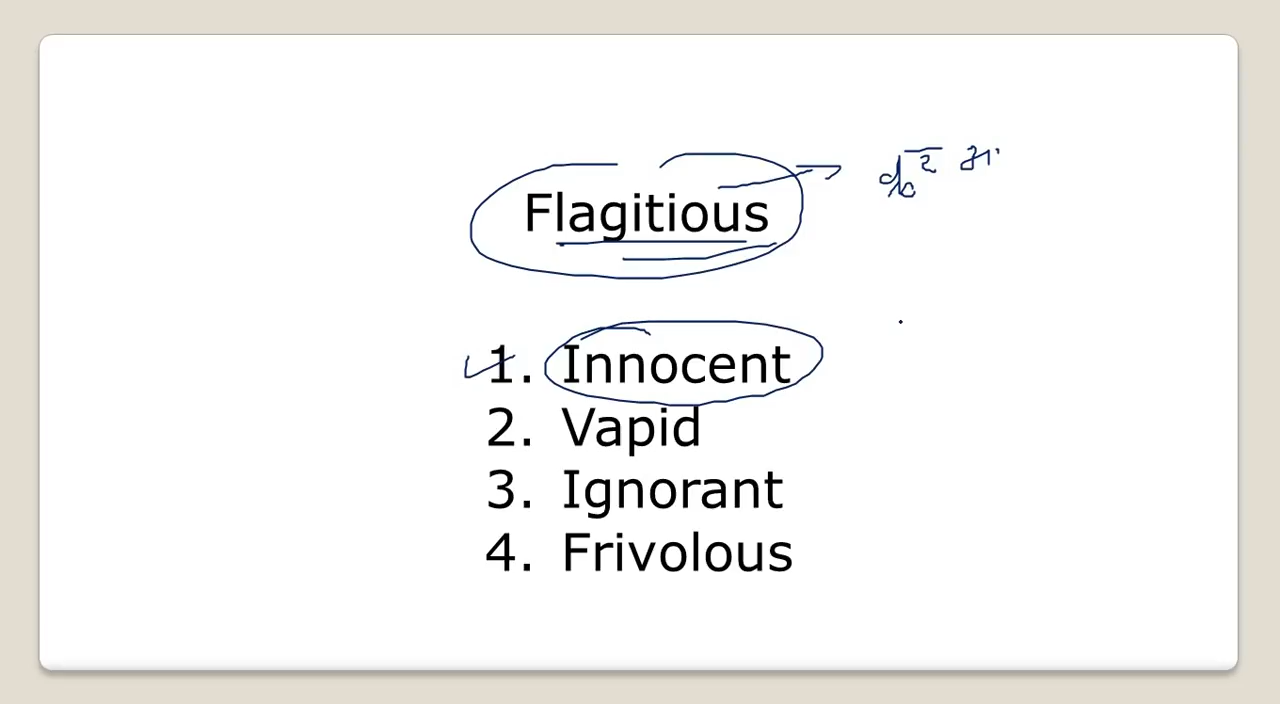 Flagitious
1. Innocent
2. Vapid
3. Ignorant
4. Frivolous